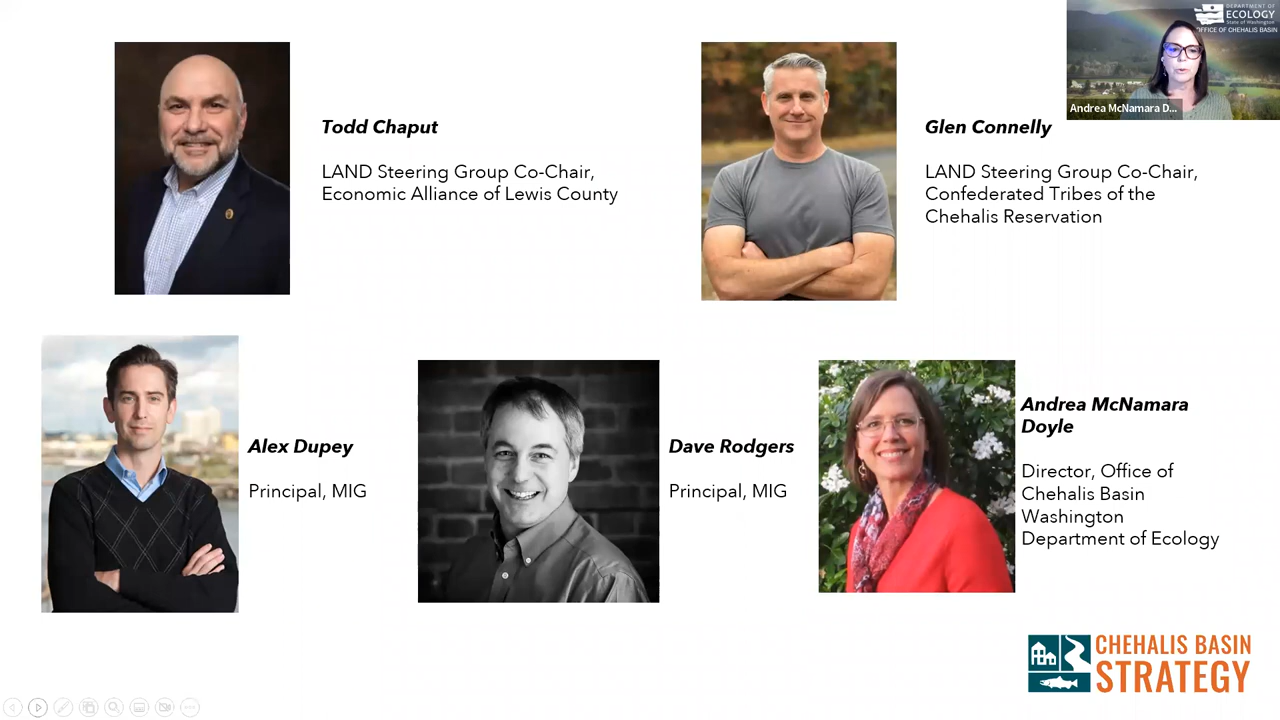 DEPARTMENT OF
ECOLOGY
State of Washington
OFFICE OF CHEHALIS BASIN
Andrea McNamara D...
Todd Chaput
LAND Steering Group Co-Chair,
Economic Alliance of Lewis County
Glen Connelly
LAND Steering Group Co-Chair,
Confederated Tribes of the
Chehalis Reservation
Alex Dupey
Principal, MIG
Dave Rodgers
Principal, MIG
Andrea McNamara
Doyle
Director, Office of
Chehalis Basin
Washington
Department of Ecology
CHEHALIS BASIN
STRATEGY